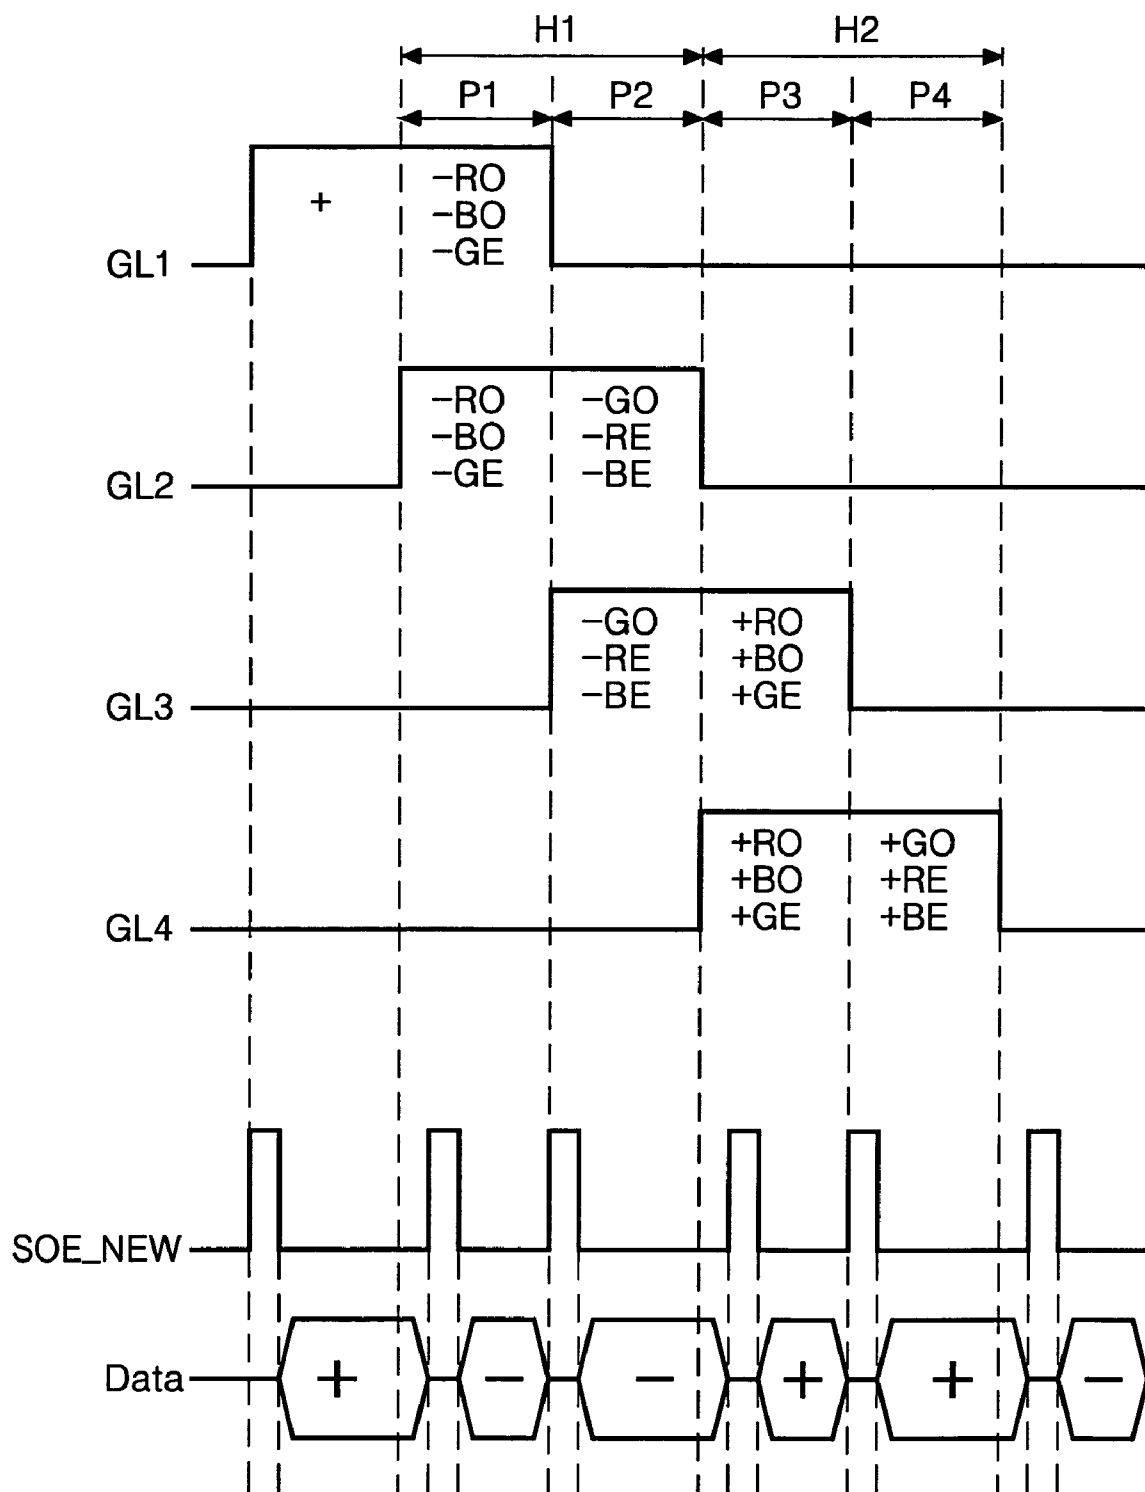 H1 H2
P1 P2 P3 P4
+ −RO
−BO
−GE
GL1
−RO −GO
−BO −RE
−GE −BE
GL2
−GO +RO
−RE +BO
−BE +GE
GL3
+RO +GO
+BO +RE
+GE +BE
GL4
SOE_NEW
Data + − − + + −